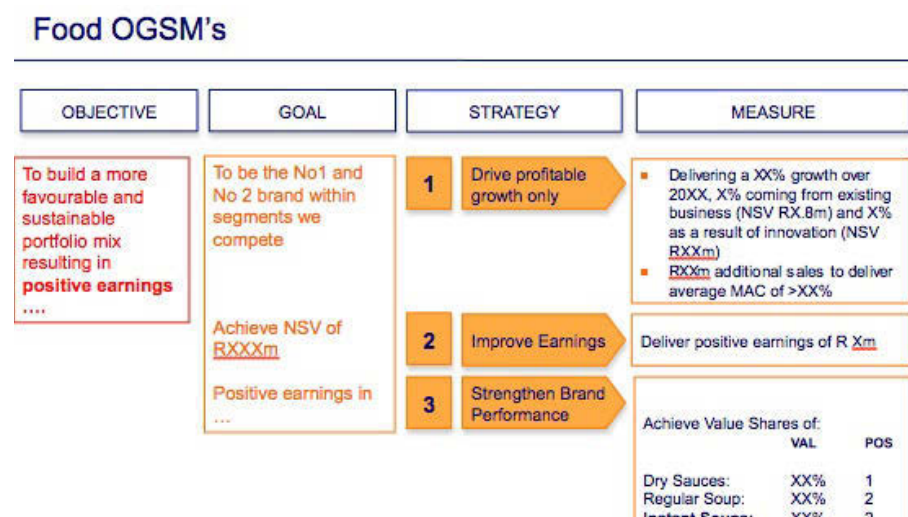 Food OGSM's
OBJECTIVE
GOAL
STRATEGY
MEASURE
To build a more
favourable and
sustainable
portfolio mix
resulting in
positive earnings
....
To be the No1 and
No 2 brand within
segments we
compete
Achieve NSV of
RXXXm
Positive earnings in
...
1
Drive profitable
growth only
2
Improve Earnings
3
Strengthen Brand
Performance
Delivering a XX% growth over
20XX, X% coming from existing
business (NSV RX.8m) and X%
as a result of innovation (NSV
RXXm)
RXXm additional sales to deliver
average MAC of >XX%
Deliver positive earnings of R Xm
Achieve Value Shares of:
VAL POS
Dry Sauces: XX% 1
Regular Soup: XX% 2
Instant Soups: XX%